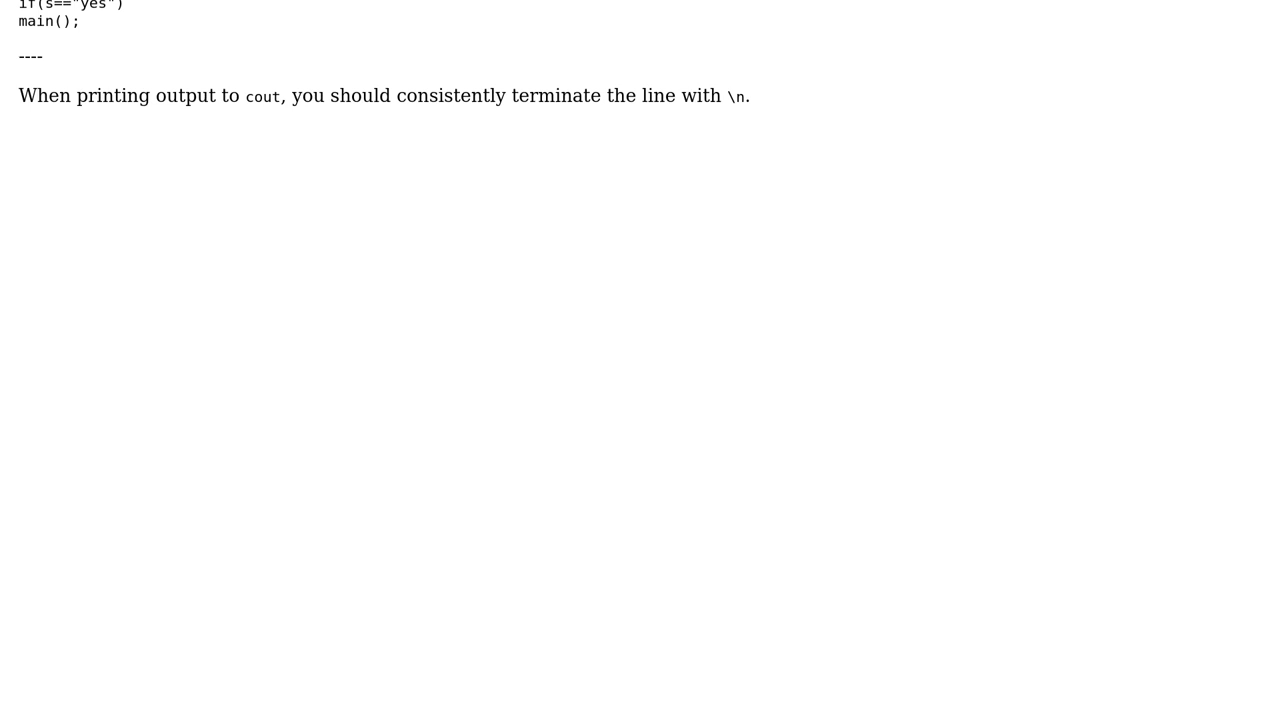 if(s=="yes")
main();
----
When printing output to cout, you should consistently terminate the line with \n.